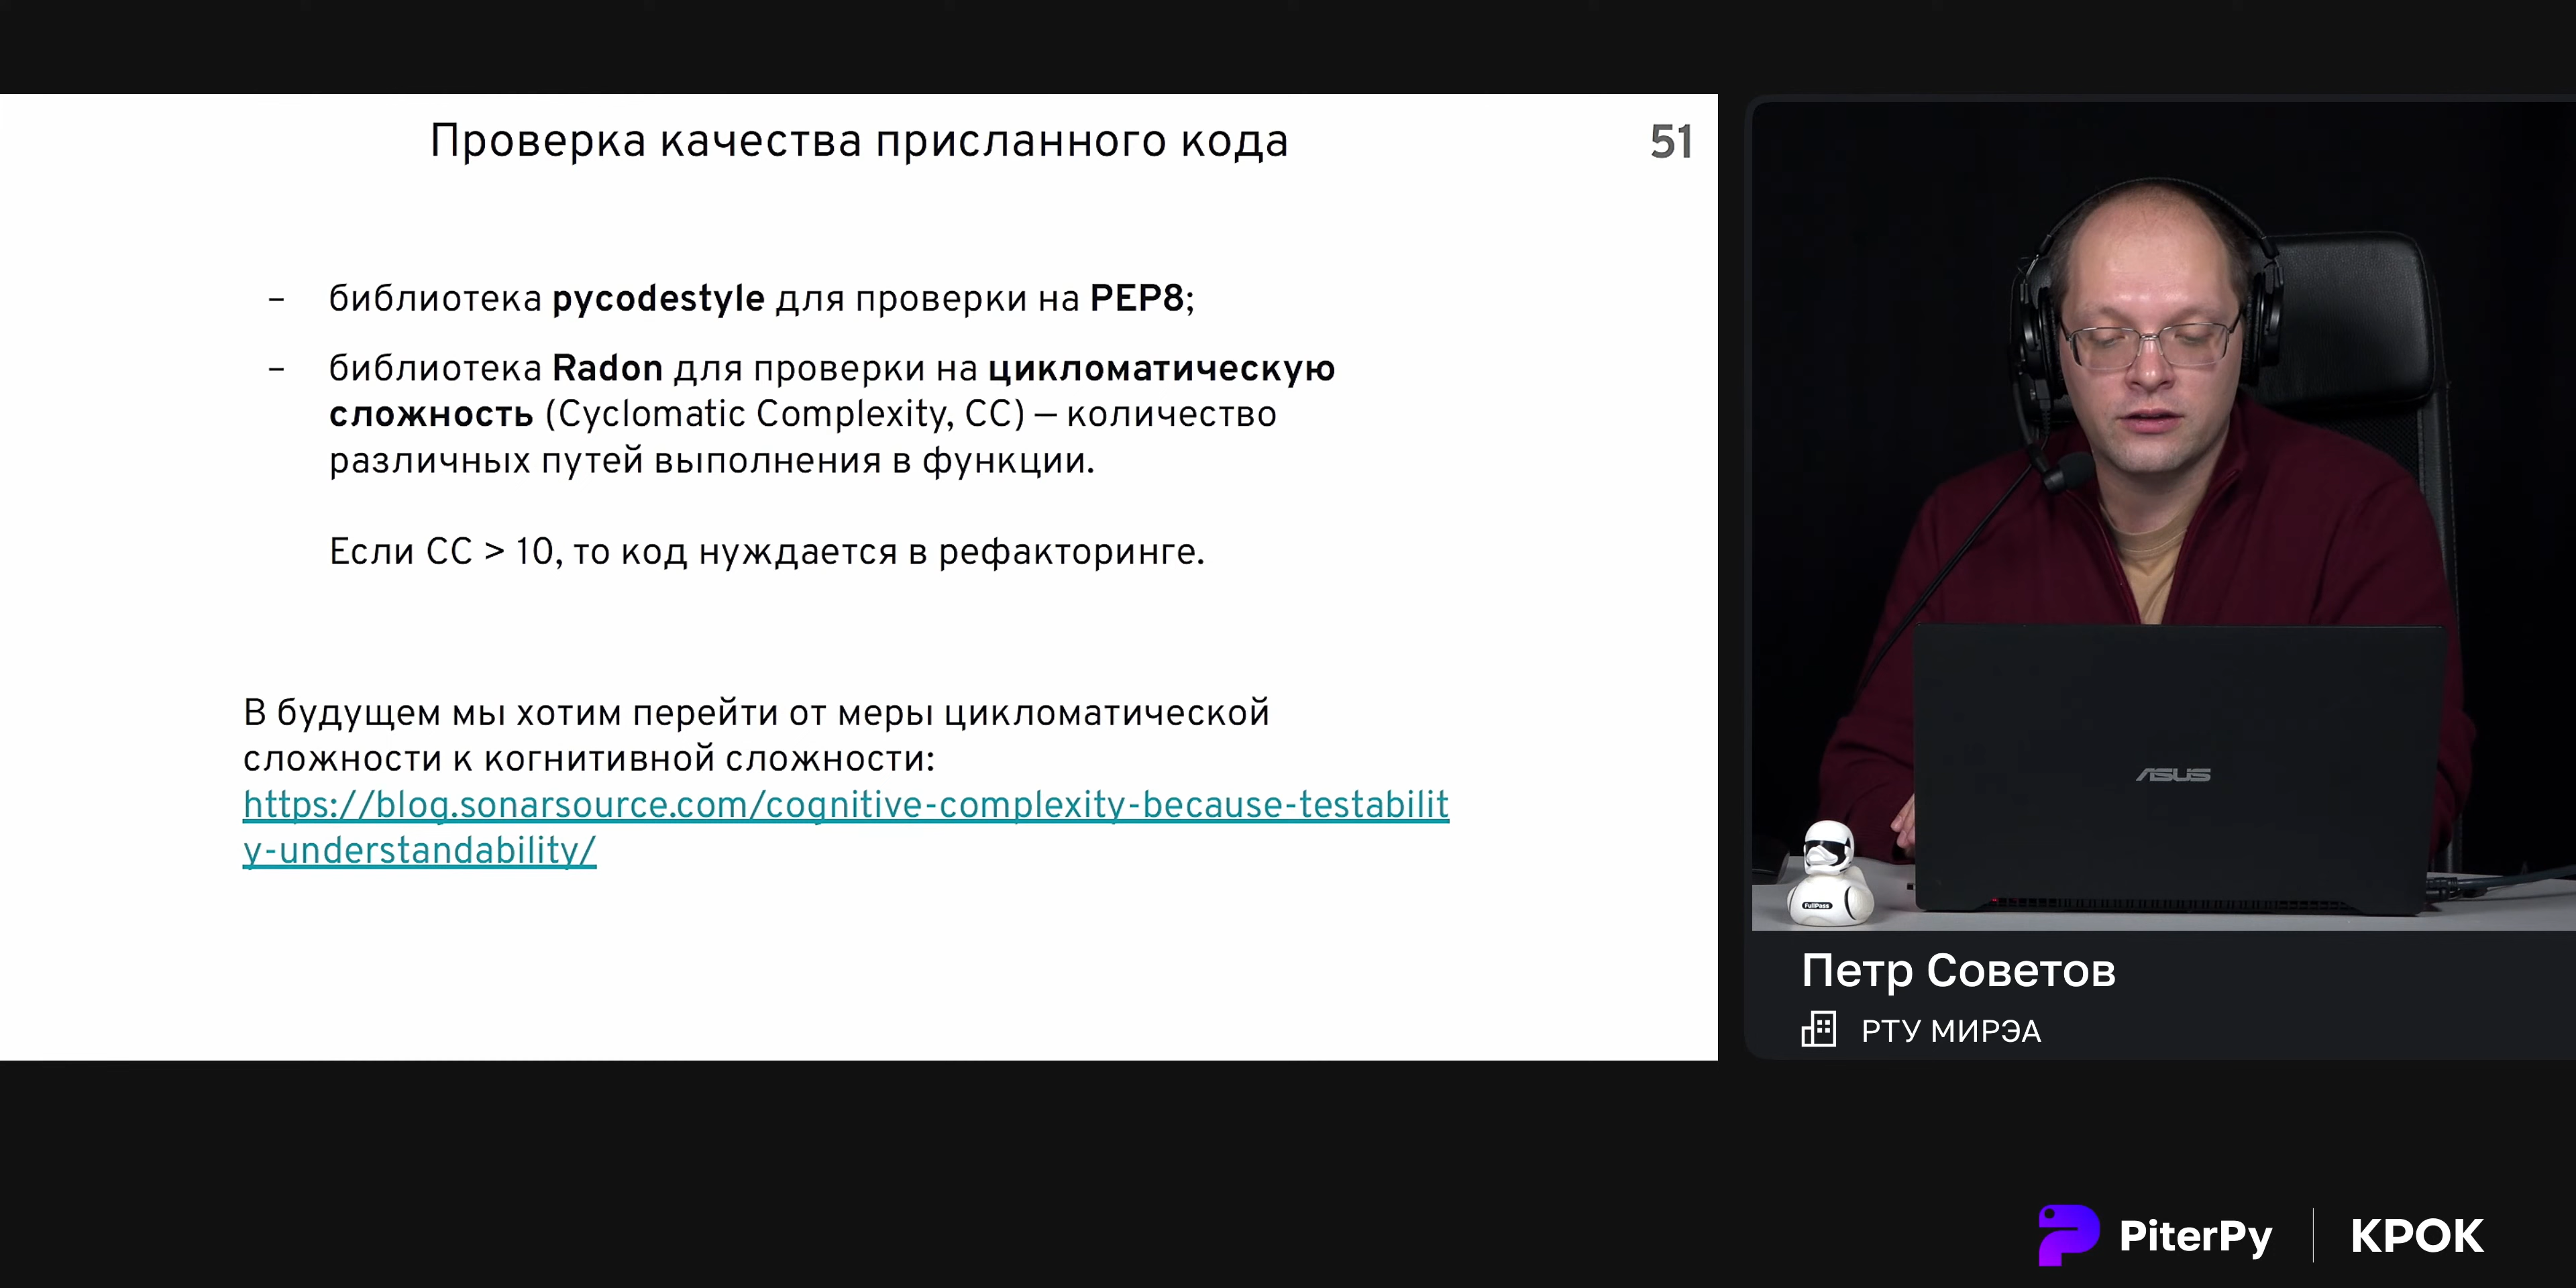 Проверка качества присланного кода
51
– библиотека pycodestyle для проверки на PEP8;
– библиотека Radon для проверки на цикломатическую
сложность (Cyclomatic Complexity, CC) – количество
различных путей выполнения в функции.
Если CC > 10, то код нуждается в рефакторинге.
В будущем мы хотим перейти от меры цикломатической
сложности к когнитивной сложности:
https://blog.sonarsource.com/cognitive-complexity-because-testabilit
y-understandability/
ASUS
FullPass
Петр Советов
РТУ МИРЭА
PiterPy
КРОК